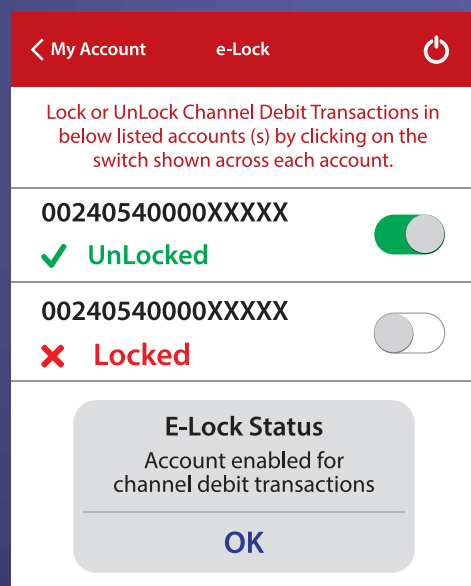 My Account
e-Lock
Lock or UnLock Channel Debit Transactions in
below listed accounts (s) by clicking on the
switch shown across each account.
00240540000XXXXX
UnLocked
00240540000XXXXX
Locked
E-Lock Status
Account enabled for
channel debit transactions
OK